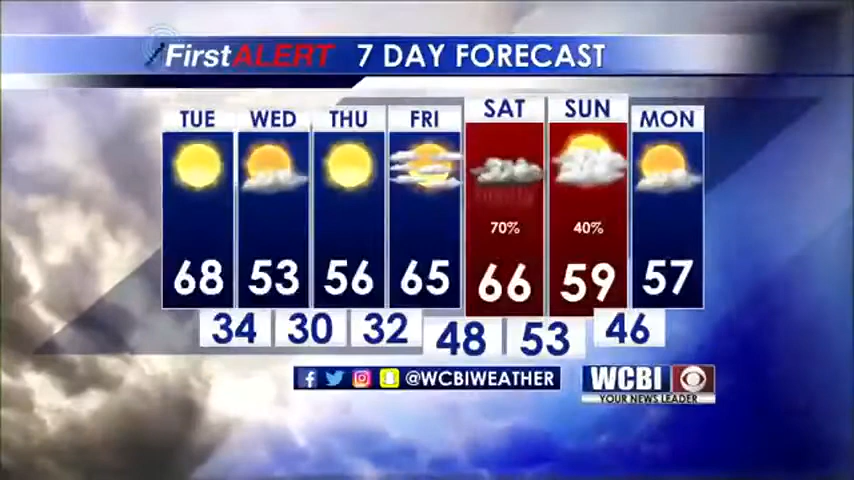 FirstALERT 7 DAY FORECAST
TUE WED THU FRI SAT SUN MON
70% 40%
68 53 56 65 66 59 57
34 30 32 48 53 46
@WCBIWEATHER
WCBI
YOUR NEWS LEADER